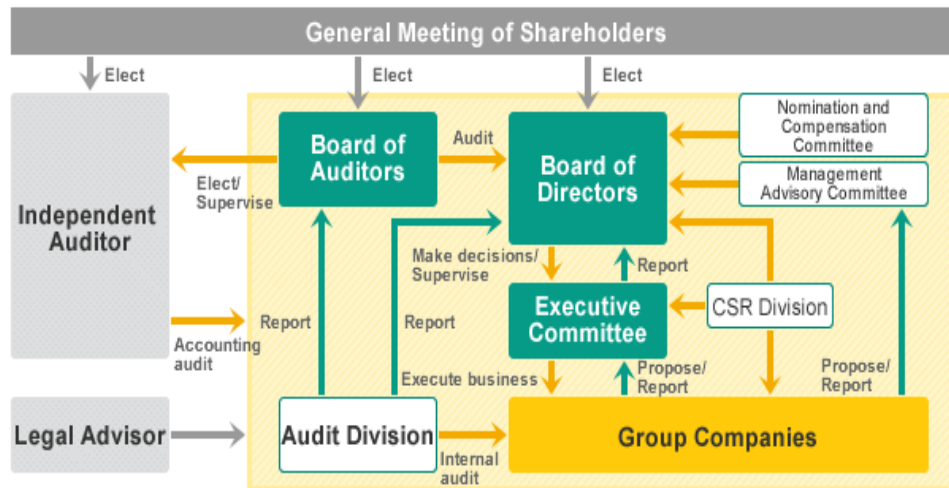 General Meeting of Shareholders
Elect
Elect
Elect
Independent
Auditor
Board of
Auditors
Audit
Board of
Directors
Nomination and
Compensation
Committee
Management
Advisory Committee
Elect/
Supervise
Make decisions/
Supervise
Report
Executive
Committee
CSR Division
Accounting
audit
Report
Report
Execute business
Propose/
Report
Propose/
Report
Legal Advisor
Audit Division
Internal
audit
Group Companies